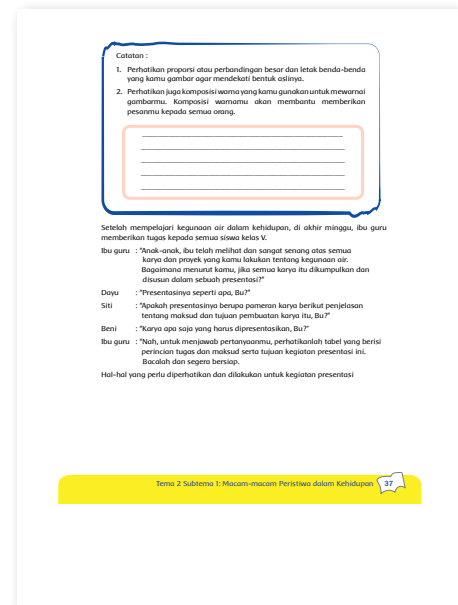 Catatan :
1. Perhatikan proporsi atau perbandingan besar dan letak benda-benda
yang kamu gambar agar mendekati bentuk aslinya.
2. Perhatikan juga komposisi warna yang kamu gunakan untuk mewarnai
gambarmu. Komposisi warnamu akan membantu memberikan
pesanmu kepada semua orang.
Setelah mempelajari kegunaan air dalam kehidupan, di akhir minggu, ibu guru
memberikan tugas kepada semua siswa kelas V.
Ibu guru : "Anak-anak, ibu telah melihat dan sangat senang atas semua
karya dan proyek yang kamu lakukan tentang kegunaan air.
Bagaimana menurut kamu, jika semua karya itu dikumpulkan dan
disusun dalam sebuah presentasi?"
Dayu : "Presentasinya seperti apa, Bu?"
Siti : "Apakah presentasinya berupa pameran karya berikut penjelasan
tentang maksud dan tujuan pembuatan karya itu, Bu?"
Beni : "Karya apa saja yang harus dipresentasikan, Bu?"
Ibu guru : "Nah, untuk menjawab pertanyaanmu, perhatikanlah tabel yang berisi
perincian tugas dan maksud serta tujuan kegiatan presentasi ini.
Bacalah dan segera bersiap.
Hal-hal yang perlu diperhatikan dan dilakukan untuk kegiatan presentasi
Tema 2 Subtema 1: Macam-macam Peristiwa dalam Kehidupan 37